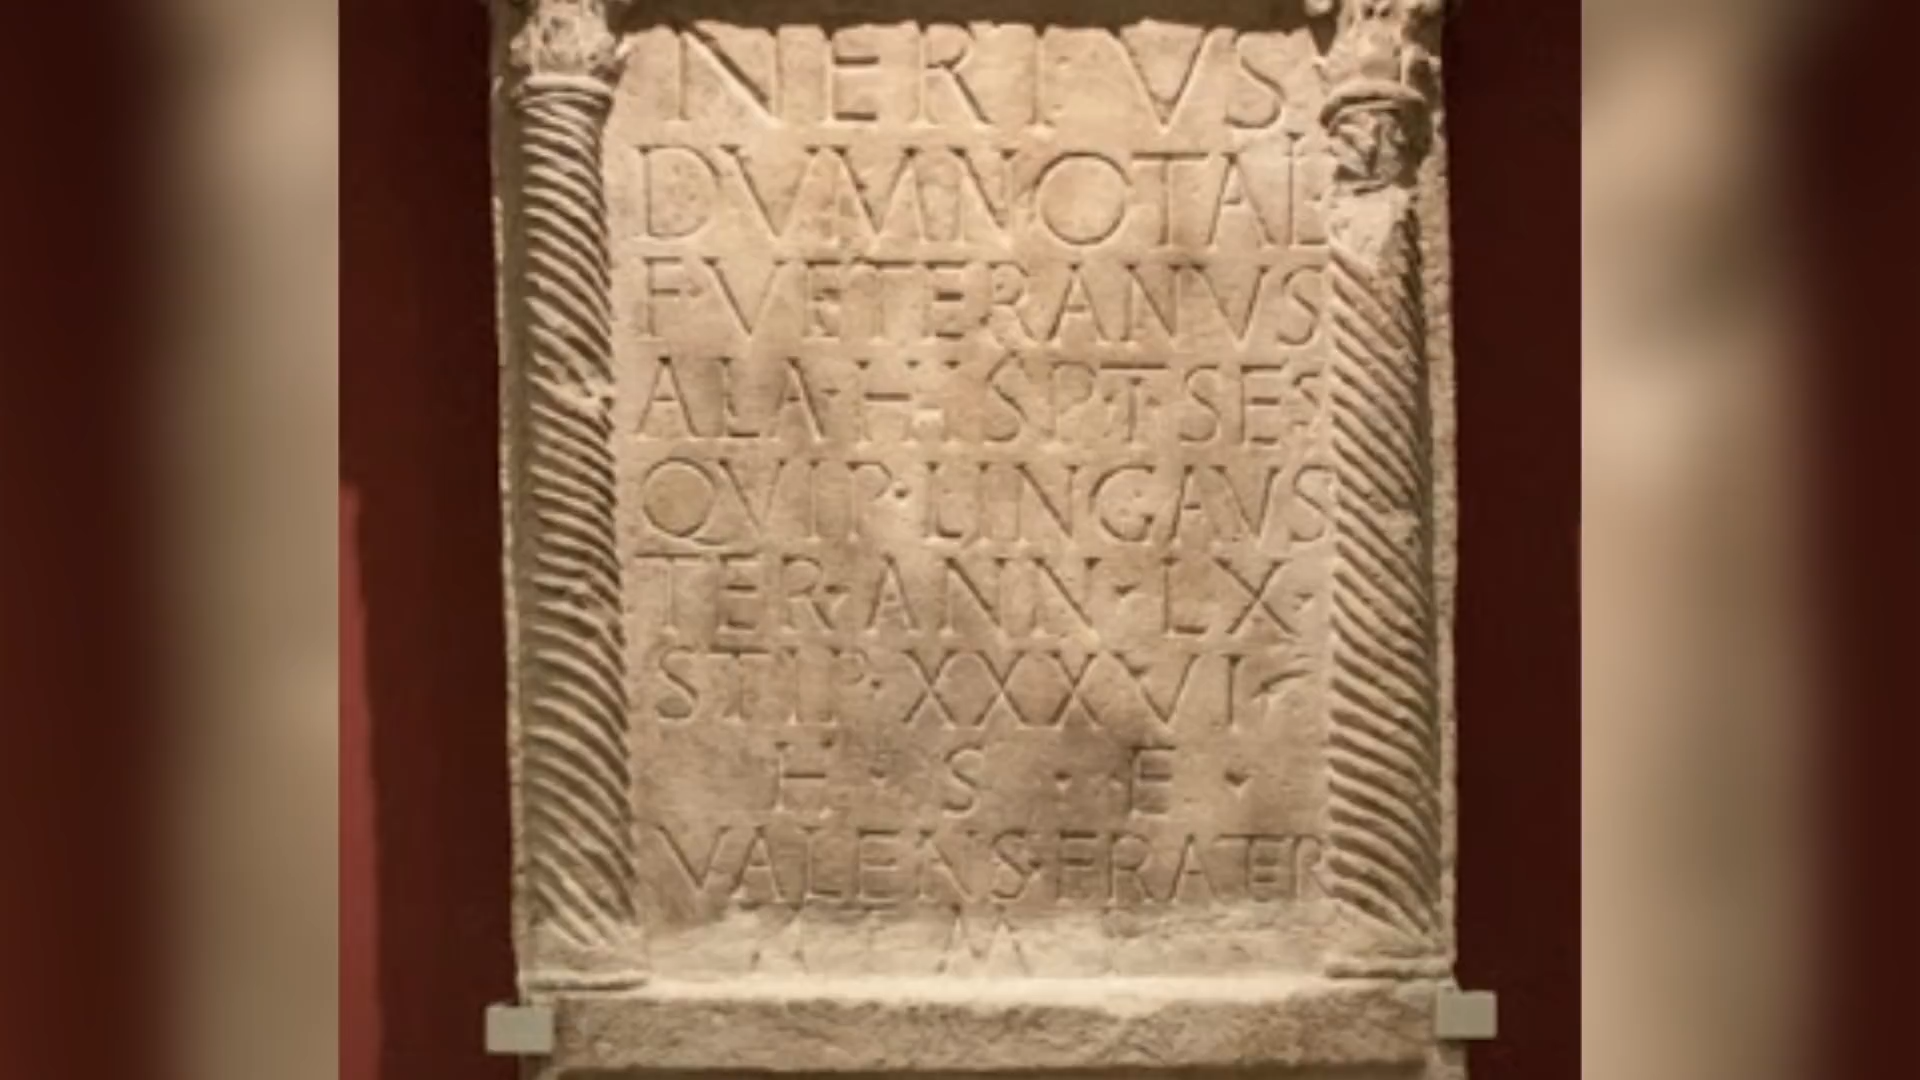 NERTVS
DVMNOTAL
F·VETERANVS
ALA·HISP·T·SES
QVIP·LINGAVS
TER·ANN·LX·
STIP·XXXVI
H·S·E·
VALENS·FRATER